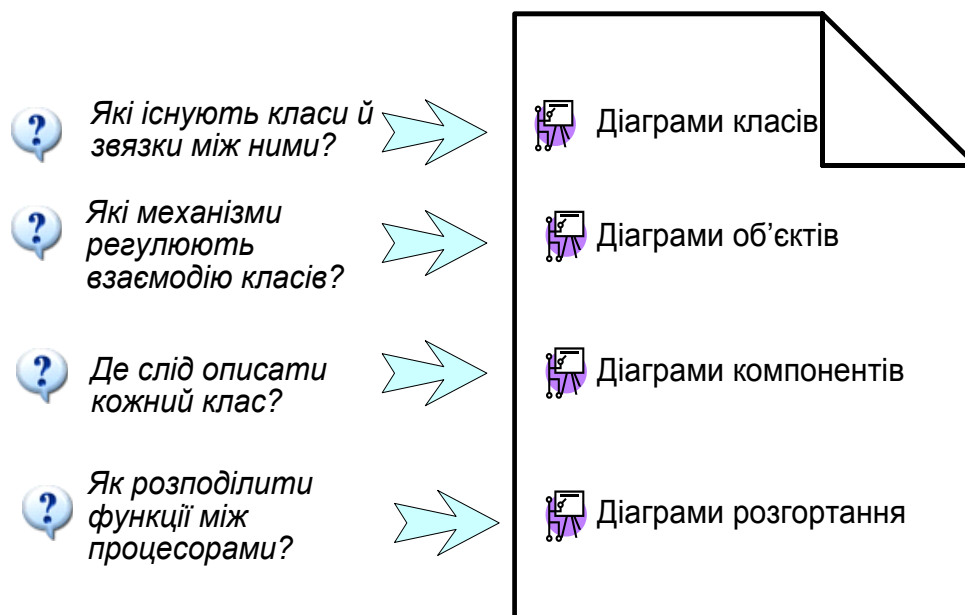 Які існують класи й
звязки між ними?
Діаграми класів
Які механізми
регулюють
взаємодію класів?
Діаграми об’єктів
Де слід описати
кожний клас?
Діаграми компонентів
Як розподілити
функції між
процесорами?
Діаграми розгортання